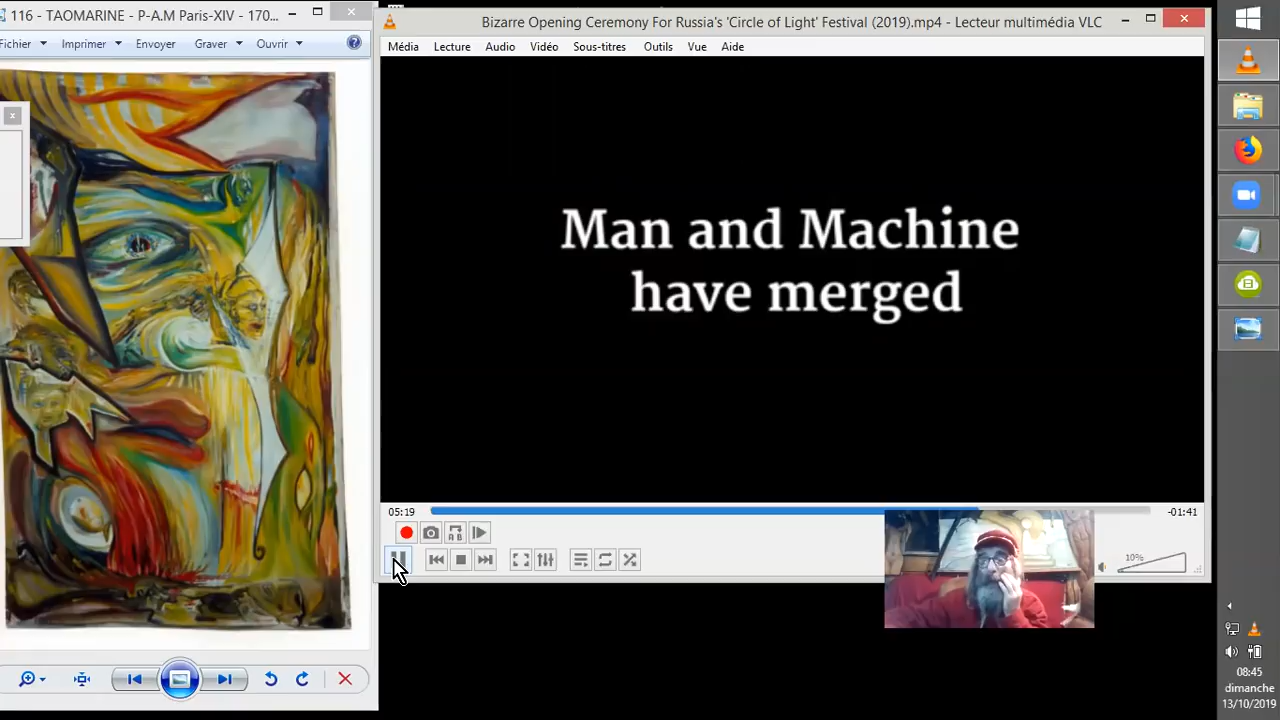 116 - TAOMARINE - P-A.M Paris-XIV - 170...
Fichier Imprimer Envoyer Graver Ouvrir
Bizarre Opening Ceremony For Russia's 'Circle of Light' Festival (2019).mp4 - Lecteur multimédia VLC
Média Lecture Audio Vidéo Sous-titres Outils Vue Aide
Man and Machine
have merged
05:19
-01:41
10%
08:45
dimanche
13/10/2019